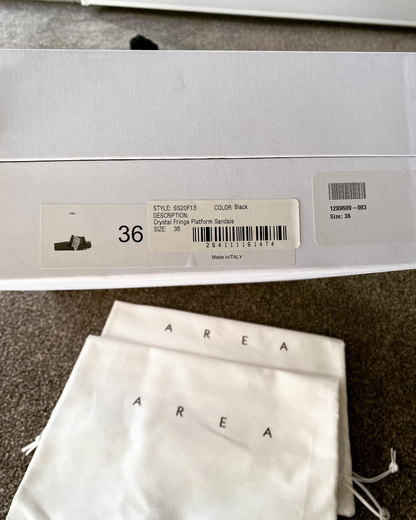 STYLE: SS20F13 COLOR: Black
DESCRIPTION:
Crystal Fringe Platform Sandals
SIZE: 36
2641111161474
Made in ITALY
36
1289609-093
Size: 36
A R E A
A R E A